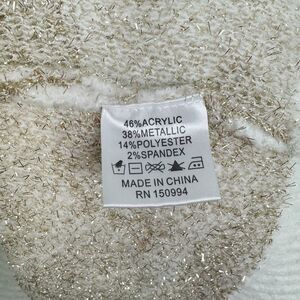 46%ACRYLIC
38%METALLIC
14%POLYESTER
2%SPANDEX
MADE IN CHINA
RN 150994